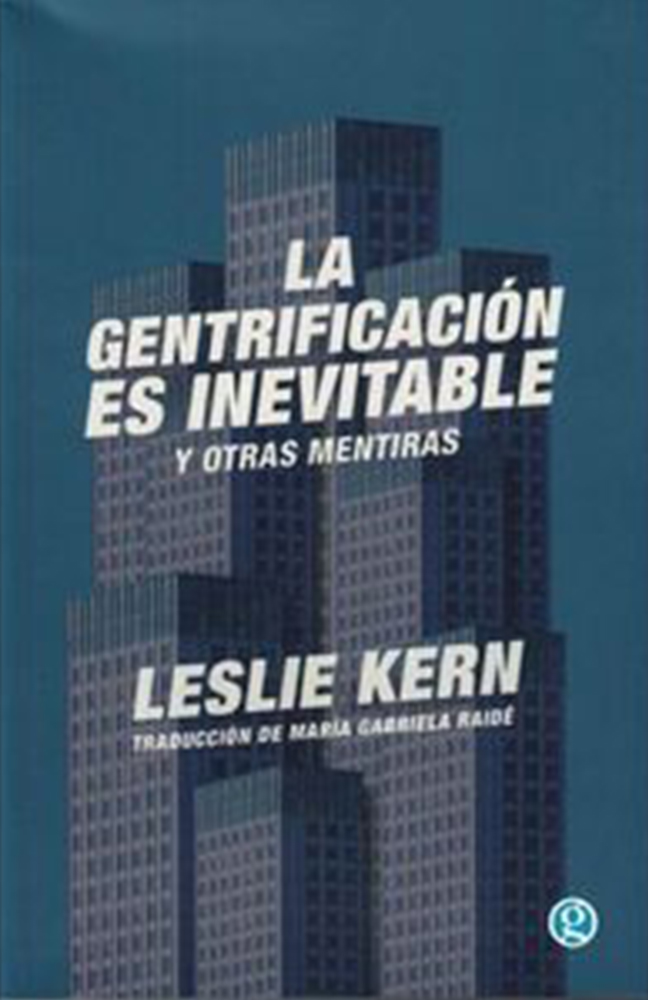 LA
GENTRIFICACIÓN
ES INEVITABLE
Y OTRAS MENTIRAS
LESLIE KERN
TRADUCCIÓN DE MARÍA GABRIELA RAIDÉ
g